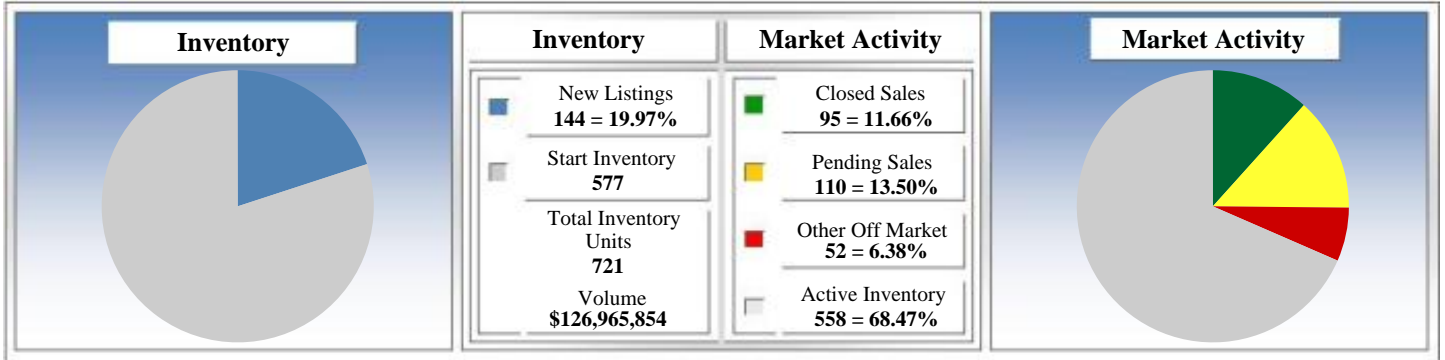 Inventory
Inventory
New Listings
144 = 19.97%
Start Inventory
577
Total Inventory
Units
721
Volume
$126,965,854
Market Activity
Closed Sales
95 = 11.66%
Pending Sales
110 = 13.50%
Other Off Market
52 = 6.38%
Active Inventory
558 = 68.47%
Market Activity